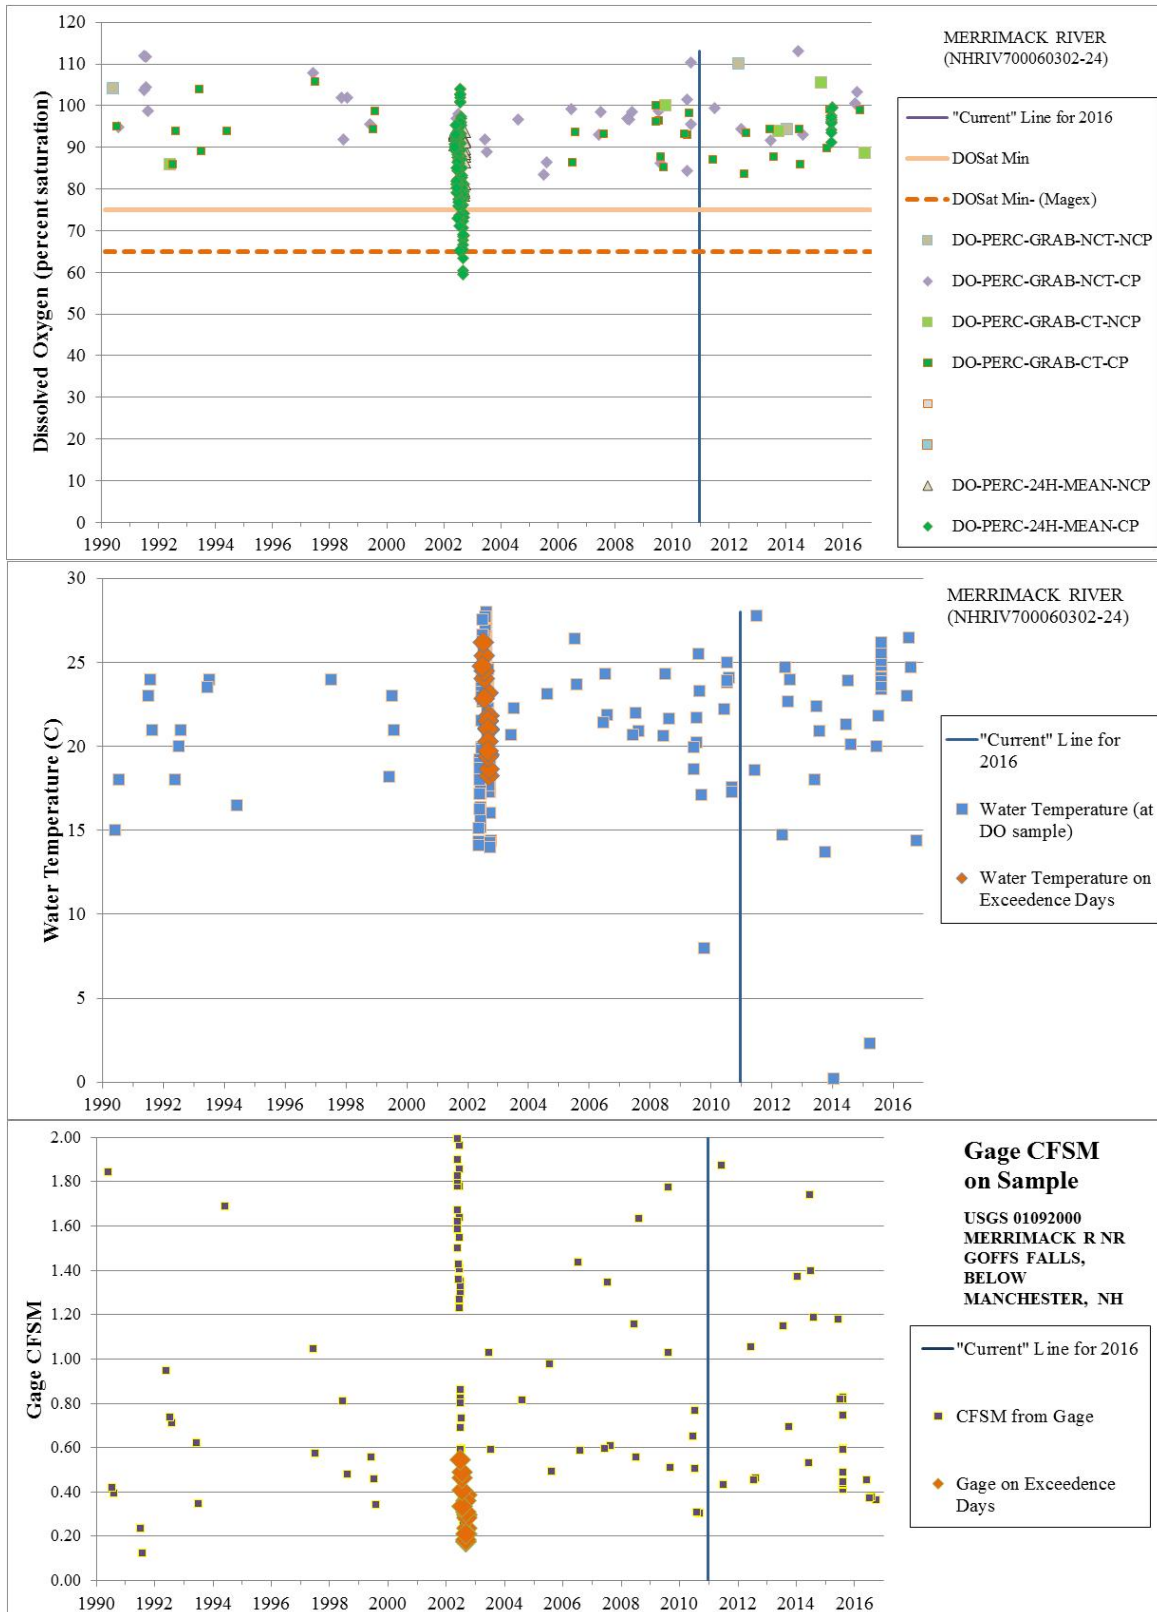 MERRIMACK RIVER
(NHRIV700060302-24)
Dissolved Oxygen (percent saturation)
120
110
100
90
80
70
60
50
40
30
20
10
0
1990 1992 1994 1996 1998 2000 2002 2004 2006 2008 2010 2012 2014 2016
"Current" Line for 2016
DOSat Min
DOSat Min- (Magex)
DO-PERC-GRAB-NCT-NCP
DO-PERC-GRAB-NCT-CP
DO-PERC-GRAB-CT-NCP
DO-PERC-GRAB-CT-CP
DO-PERC-24H-MEAN-NCP
DO-PERC-24H-MEAN-CP
MERRIMACK RIVER
(NHRIV700060302-24)
Water Temperature (C)
30
25
20
15
10
5
0
1990 1992 1994 1996 1998 2000 2002 2004 2006 2008 2010 2012 2014 2016
"Current" Line for
2016
Water Temperature (at
DO sample)
Water Temperature on
Exceedence Days
Gage CFSM
on Sample
USGS 01092000
MERRIMACK R NR
GOFFS FALLS,
BELOW
MANCHESTER, NH
Gage CFSM
2.00
1.80
1.60
1.40
1.20
1.00
0.80
0.60
0.40
0.20
0.00
1990 1992 1994 1996 1998 2000 2002 2004 2006 2008 2010 2012 2014 2016
"Current" Line for 2016
CFSM from Gage
Gage on Exceedence
Days